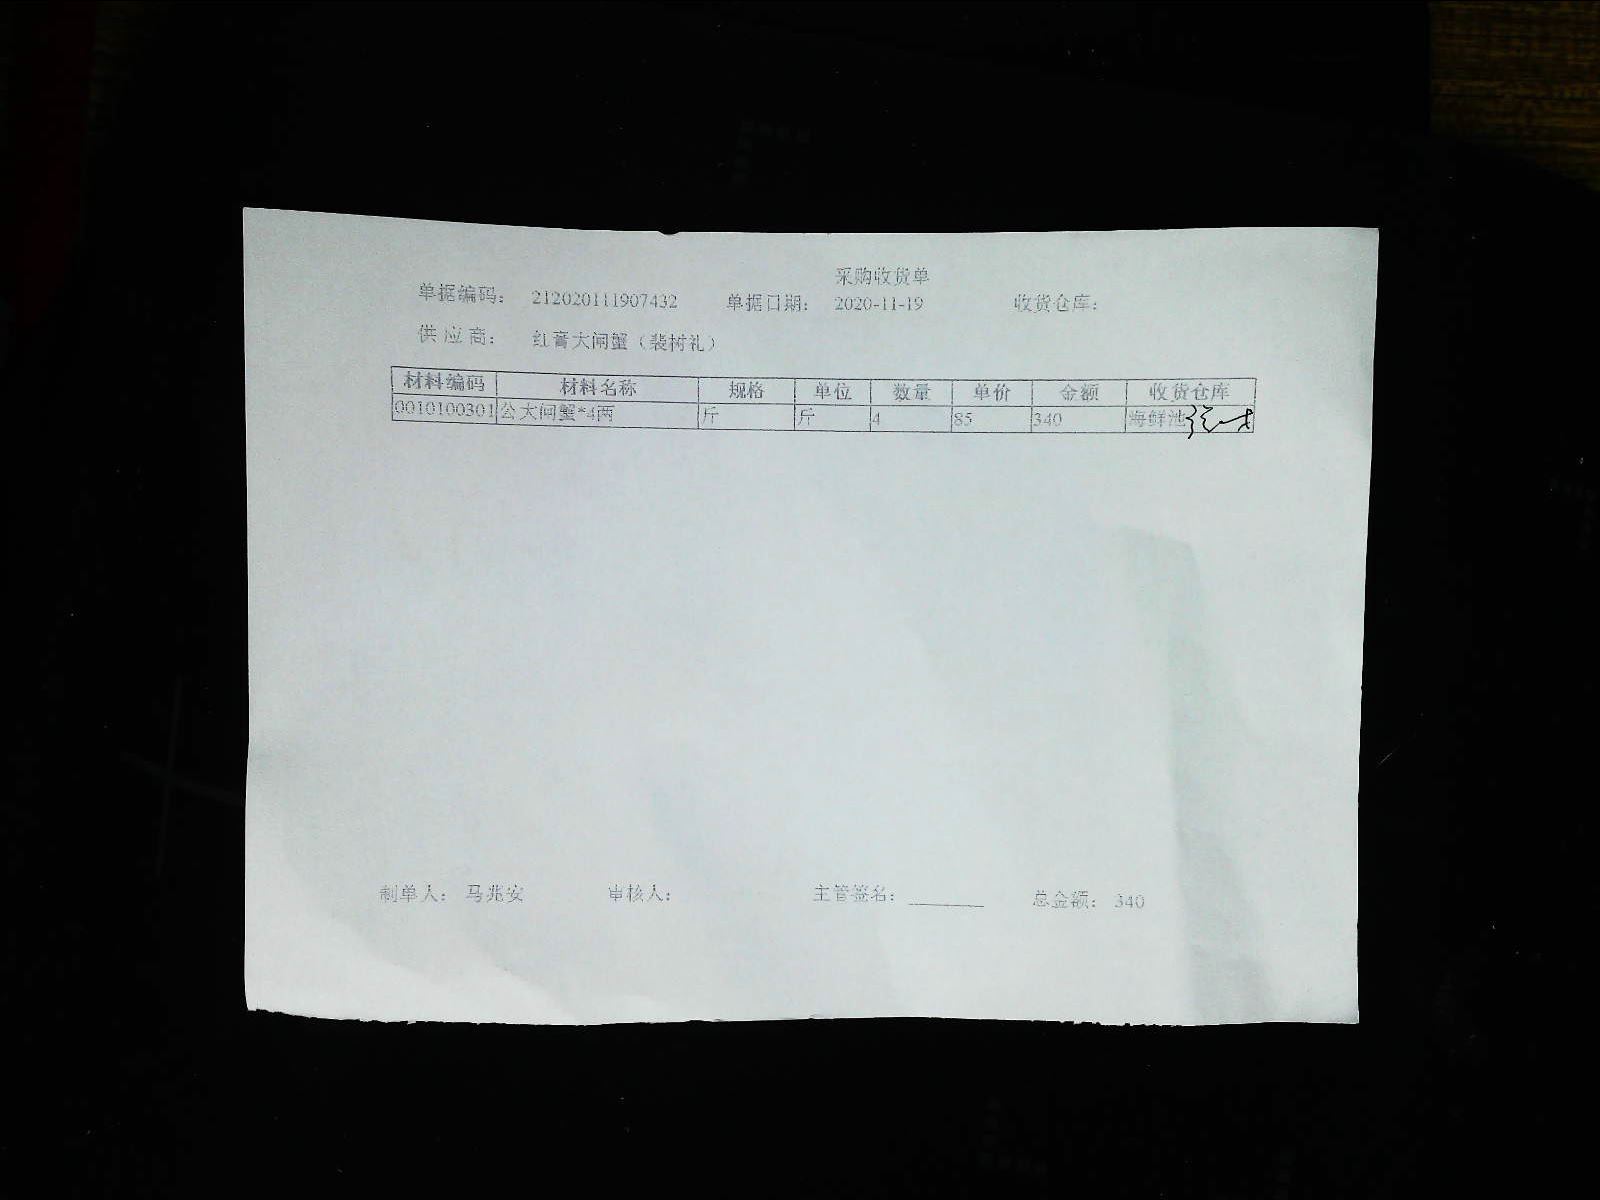 采购收货单
单据编码： 212020111907432 单据日期： 2020-11-19 收货仓库：
供 应 商： 红膏大闸蟹（裴树礼）
材料编码 材料名称 规格 单位 数量 单价 金额 收货仓库
0010100301 公大闸蟹*4两 斤 斤 4 85 340 海鲜池
制单人： 马兆安 审核人： 主管签名： ________ 总金额： 340